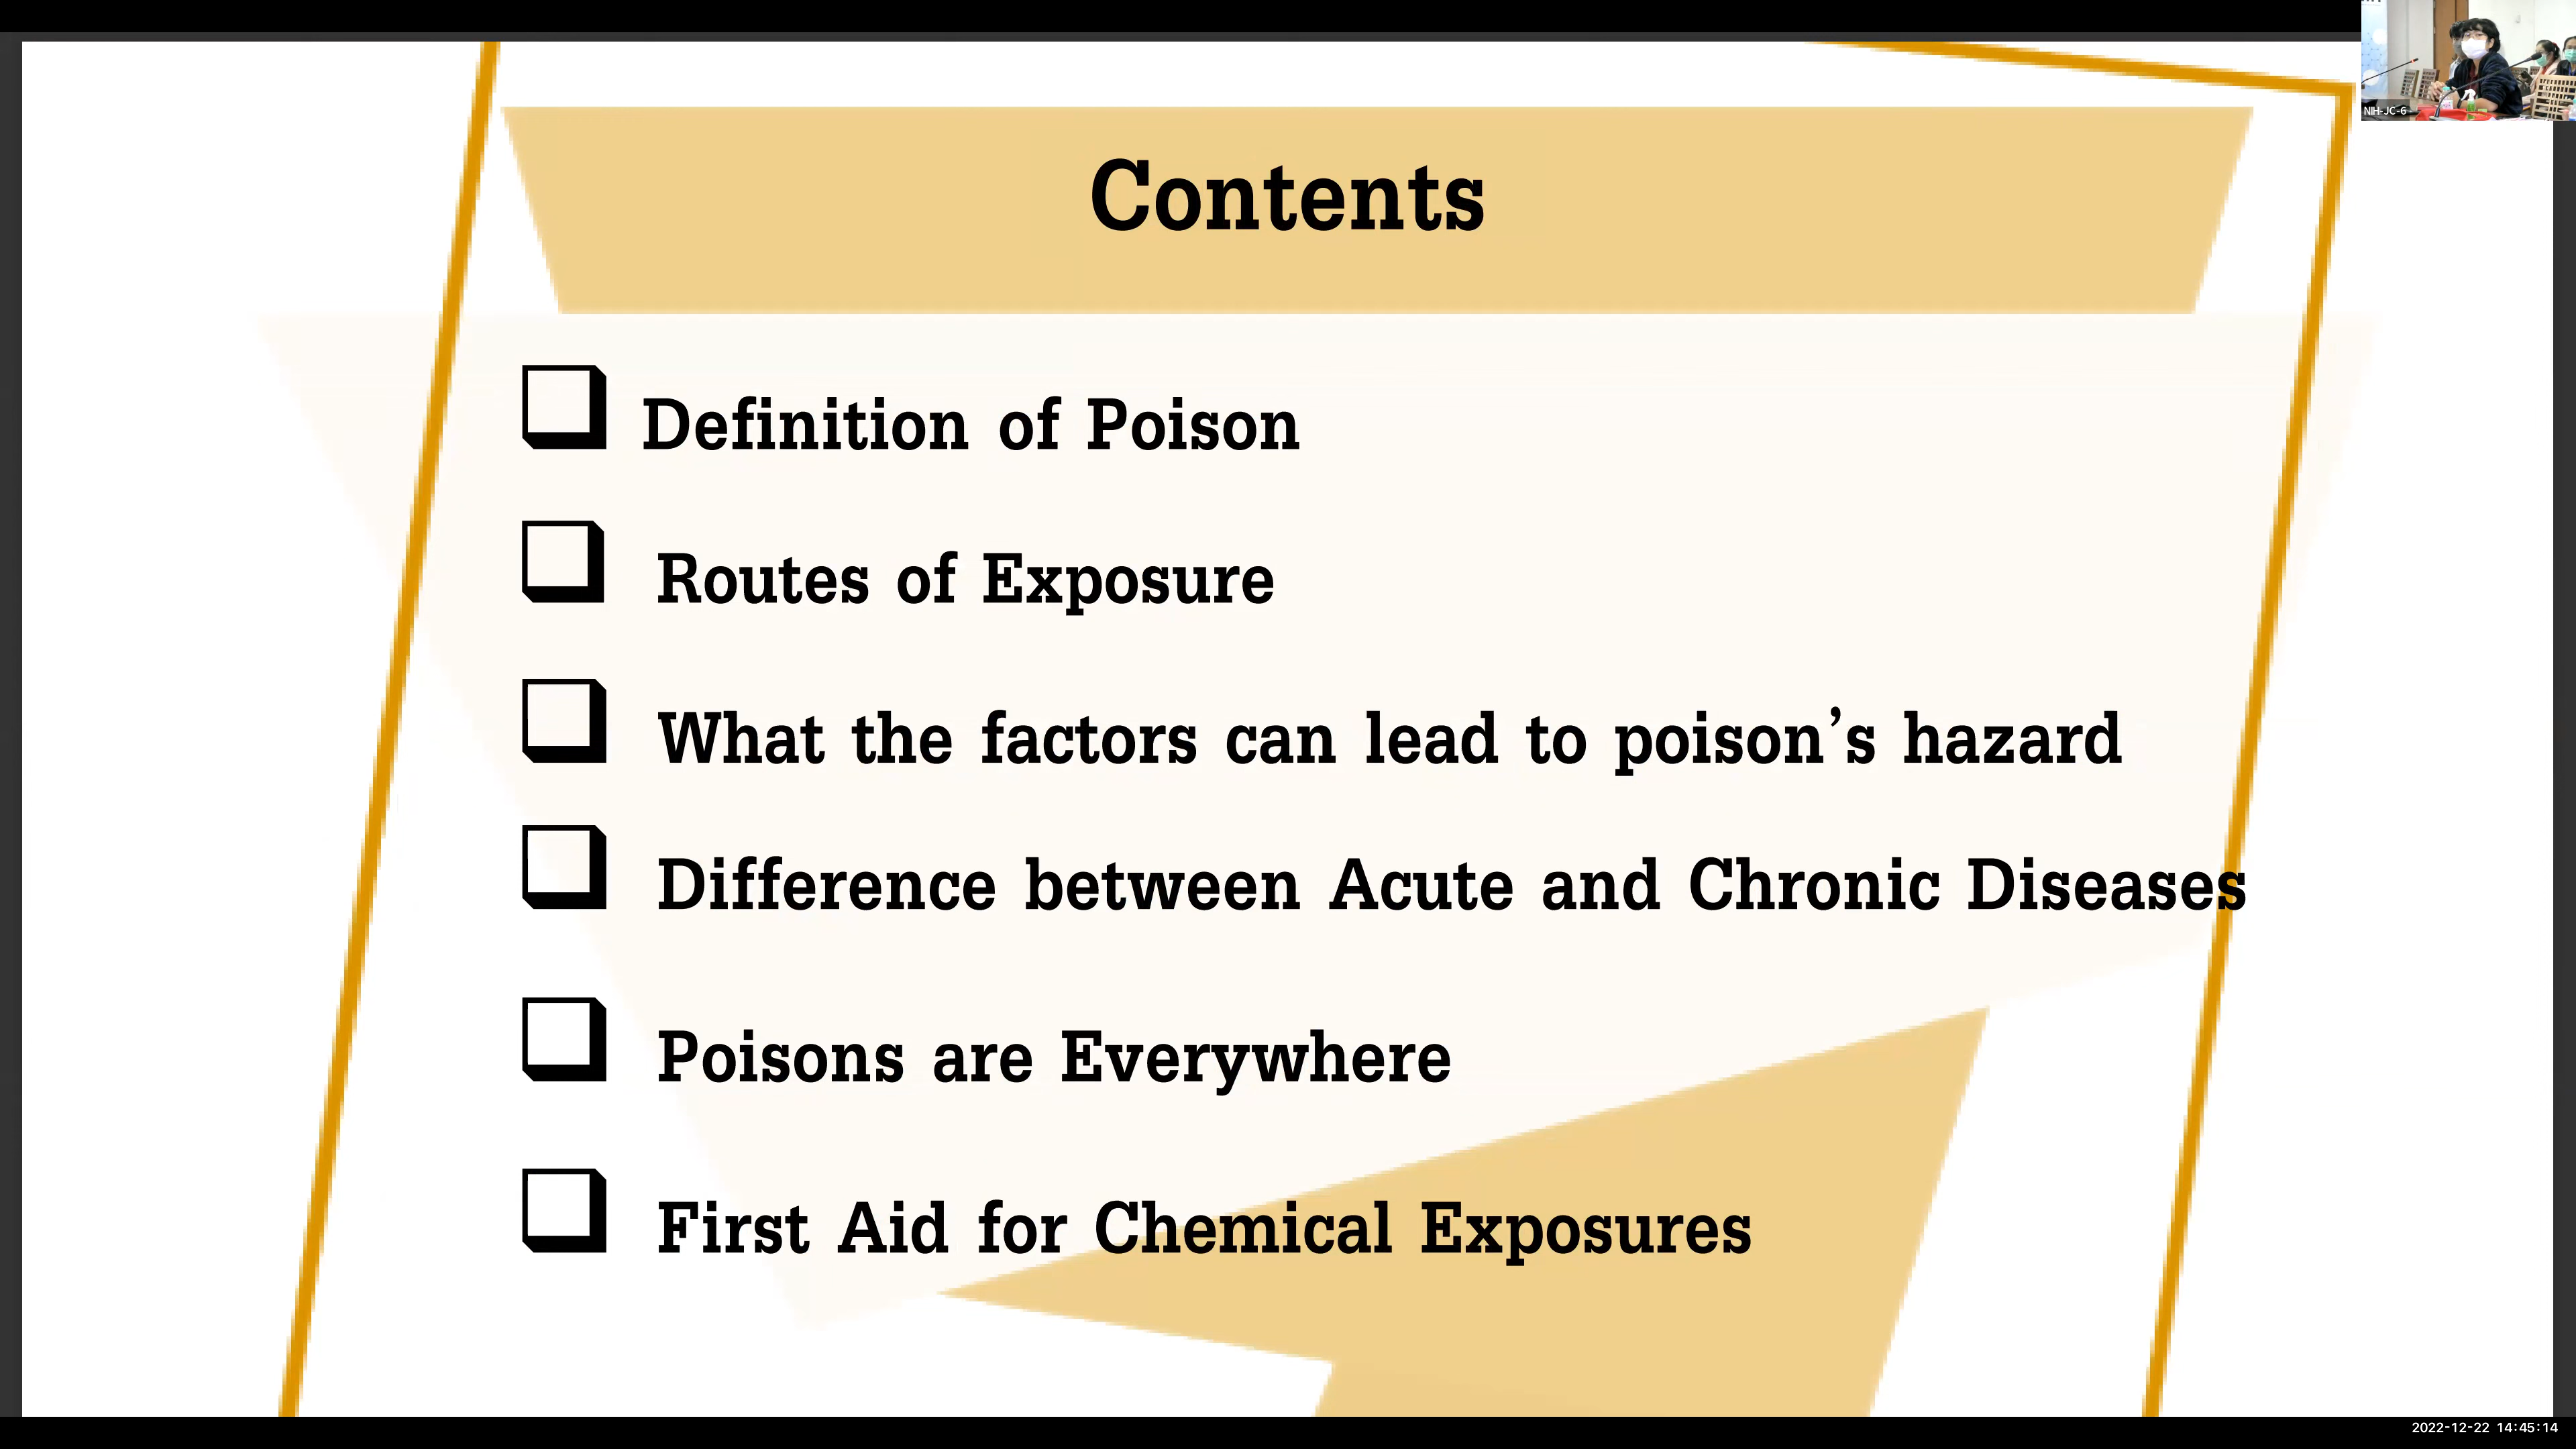 NIH-JC-6
Contents
❑ Definition of Poison
❑ Routes of Exposure
❑ What the factors can lead to poison’s hazard
❑ Difference between Acute and Chronic Diseases
❑ Poisons are Everywhere
❑ First Aid for Chemical Exposures
2022-12-22 14:45:14